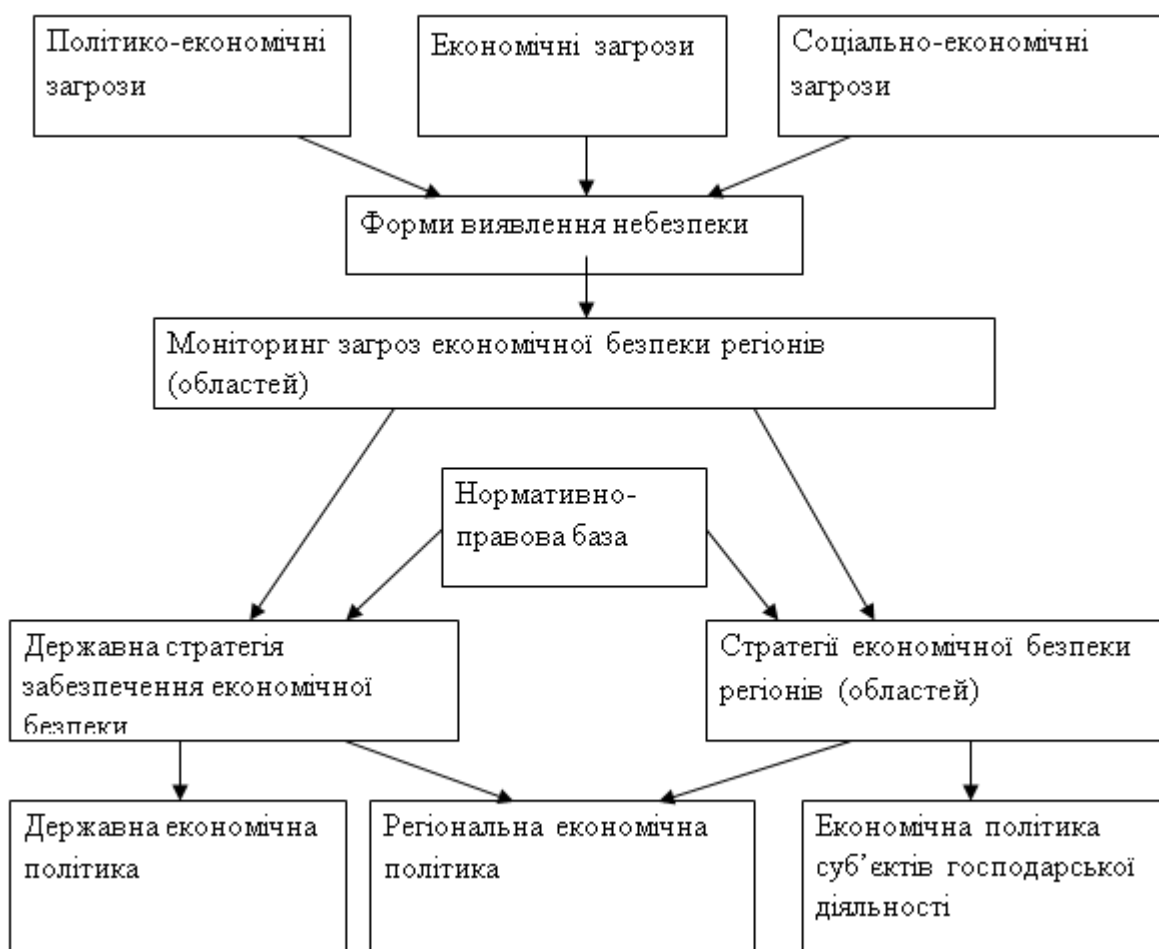 Політико-економічні
загрози
Економічні загрози
Соціально-економічні
загрози
Форми виявлення небезпеки
Моніторинг загроз економічної безпеки регіонів
(областей)
Нормативно-
правова база
Державна стратегія
забезпечення економічної
безпеки
Стратегії економічної безпеки
регіонів (областей)
Державна економічна
політика
Регіональна економічна
політика
Економічна політика
суб’єктів господарської
діяльності